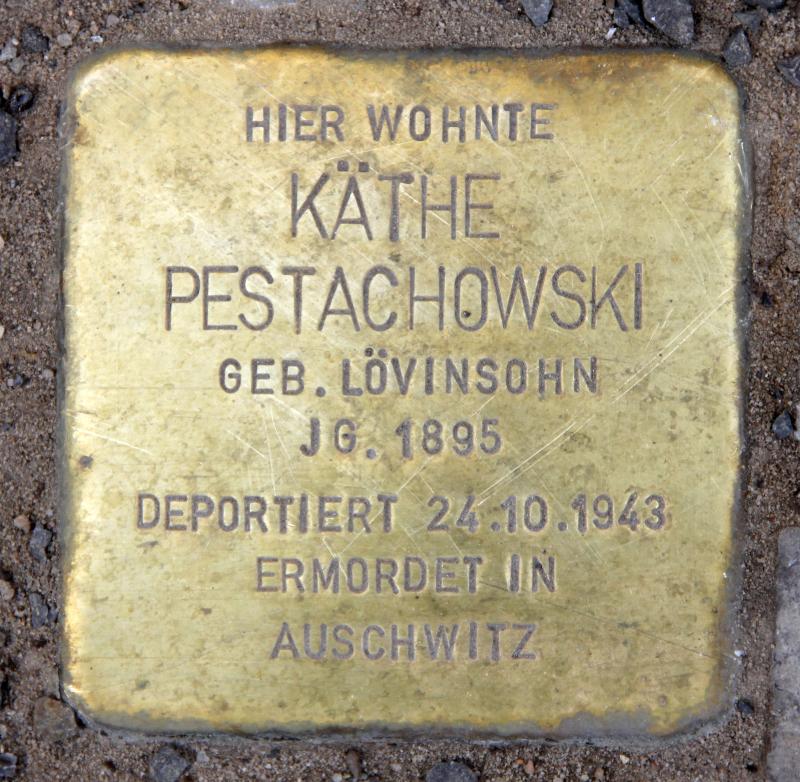 HIER WOHNTE
KÄTHE
PESTACHOWSKI
GEB. LÖVINSOHN
JG. 1895
DEPORTIERT 24.10.1943
ERMORDET IN
AUSCHWITZ